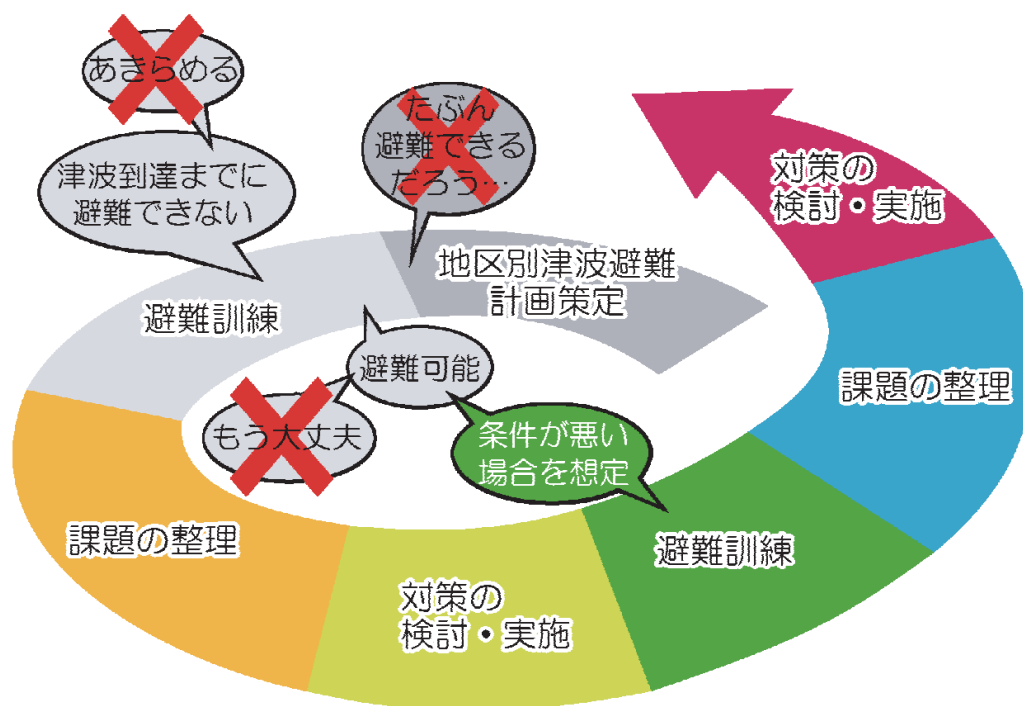 あきらめる
津波到達までに
避難できない
たぶん
避難できる
だろう…
地区別津波避難
計画策定
避難訓練
避難可能
もう大丈夫
条件が悪い
場合を想定
課題の整理
対策の
検討・実施
避難訓練
課題の整理
対策の
検討・実施